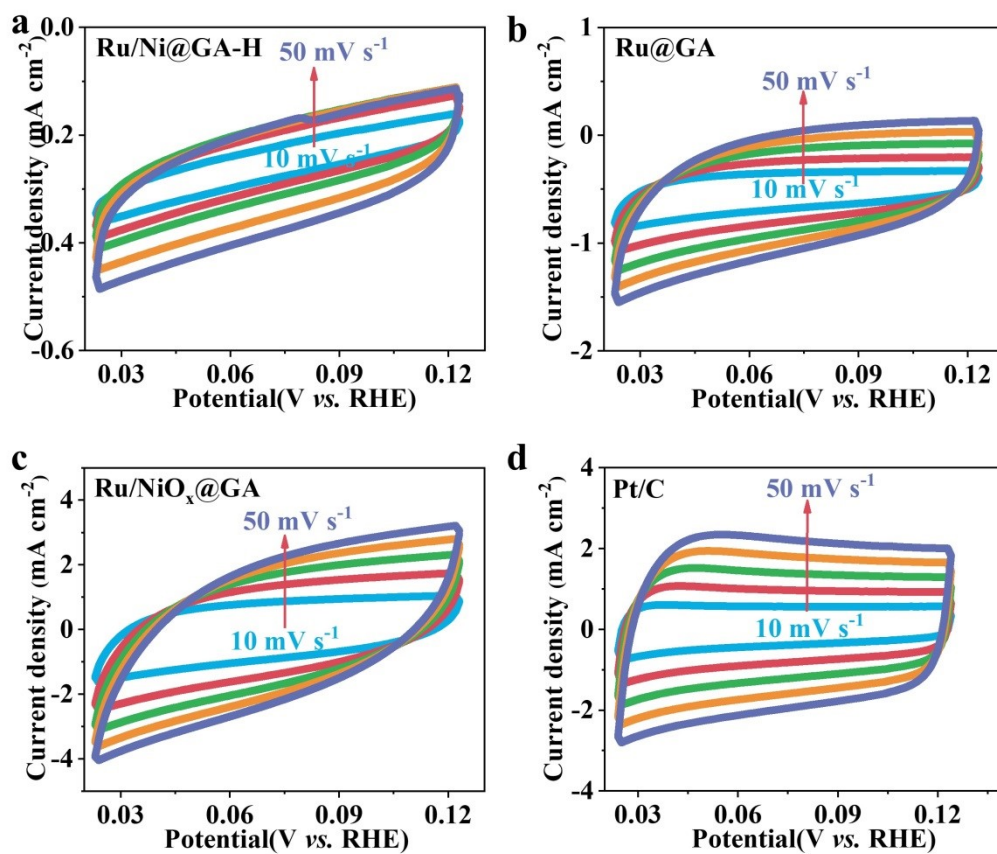 a
Ru/Ni@GA-H
50 mV s⁻¹
10 mV s⁻¹
0.0
0.2
0.4
-0.6
Current density (mA cm⁻²)
0.03 0.06 0.09 0.12
Potential(V vs. RHE)
b
Ru@GA
50 mV s⁻¹
10 mV s⁻¹
1
0
-1
-2
Current density (mA cm⁻²)
0.03 0.06 0.09 0.12
Potential(V vs. RHE)
c
Ru/NiOₓ@GA
50 mV s⁻¹
10 mV s⁻¹
4
2
0
-2
-4
Current density (mA cm⁻²)
0.03 0.06 0.09 0.12
Potential(V vs. RHE)
d
Pt/C
50 mV s⁻¹
10 mV s⁻¹
4
2
0
-2
-4
Current density (mA cm⁻²)
0.03 0.06 0.09 0.12
Potential(V vs. RHE)